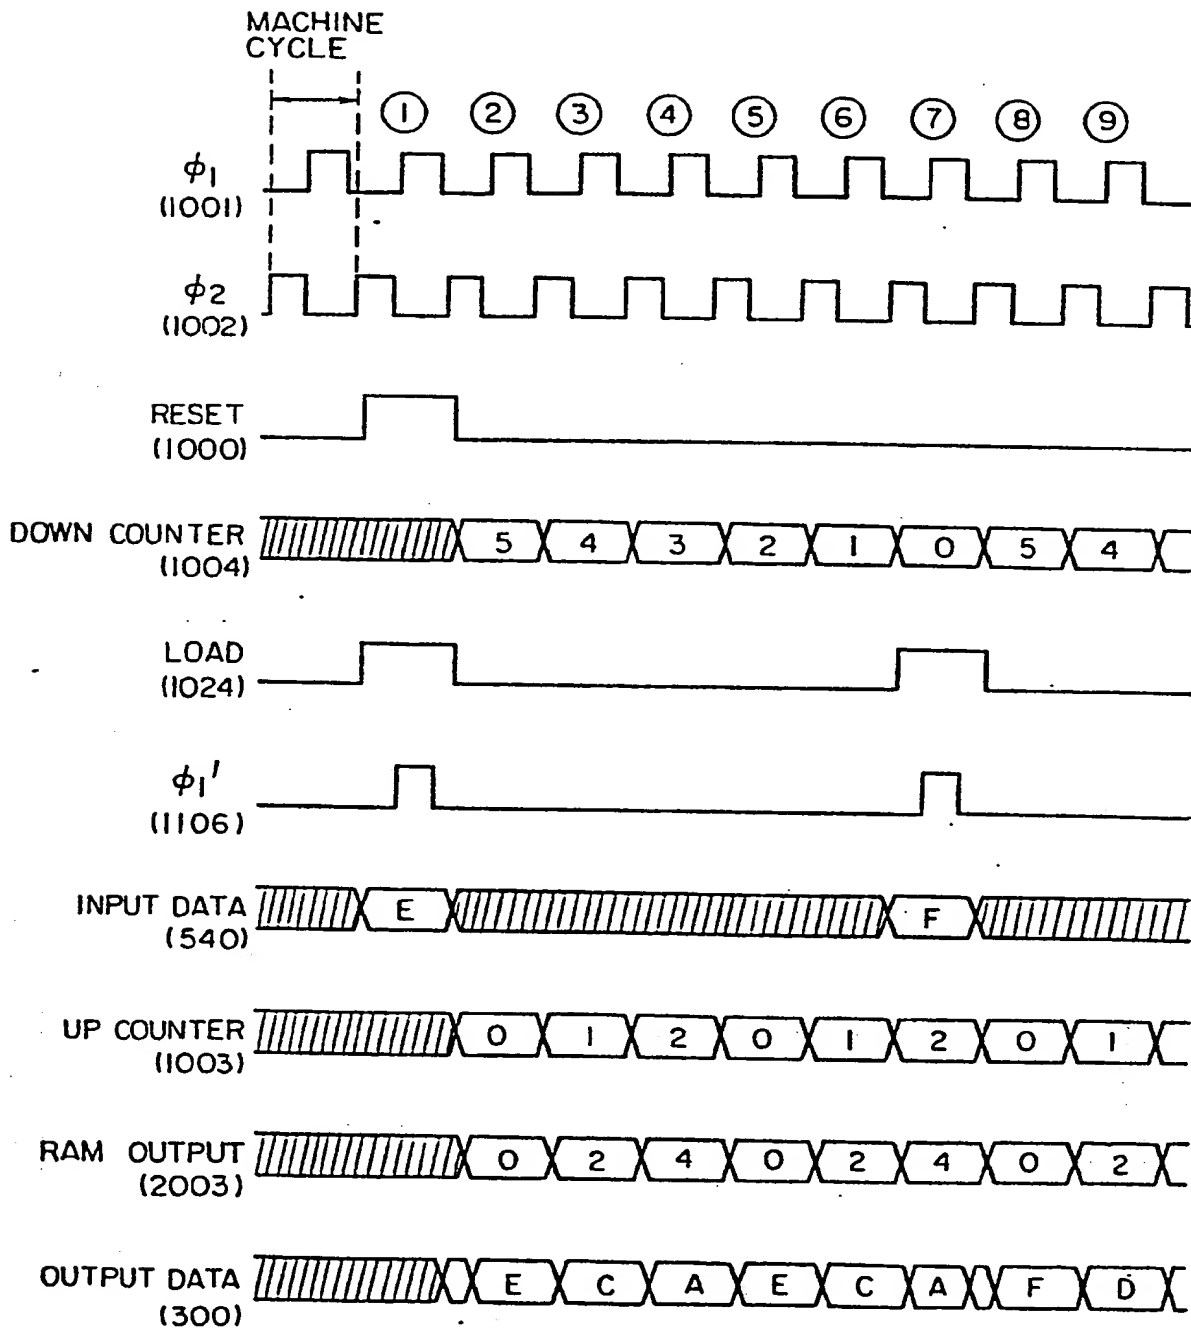 MACHINE
CYCLE
① ② ③ ④ ⑤ ⑥ ⑦ ⑧ ⑨
ϕ1
(1001)
ϕ2
(1002)
RESET
(1000)
DOWN COUNTER 5 4 3 2 1 0 5 4
(1004)
LOAD
(1024)
ϕ1'
(1106)
INPUT DATA E F
(540)
UP COUNTER 0 1 2 0 1 2 0 1
(1003)
RAM OUTPUT 0 2 4 0 2 4 0 2
(2003)
OUTPUT DATA E C A E C A F D
(300)